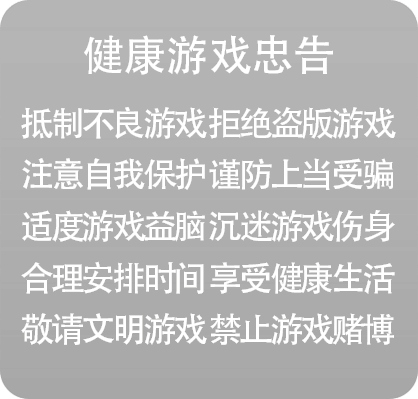 健康游戏忠告
抵制不良游戏 拒绝盗版游戏
注意自我保护 谨防上当受骗
适度游戏益脑 沉迷游戏伤身
合理安排时间 享受健康生活
敬请文明游戏 禁止游戏赌博